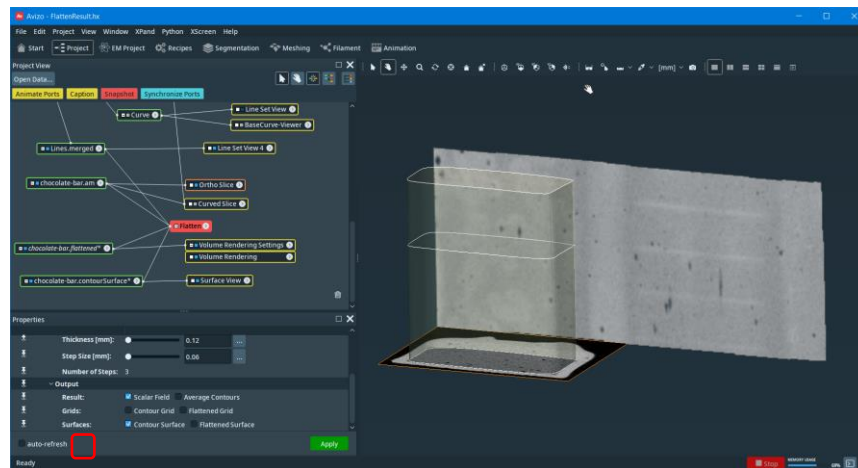 Avizo - FlattenResult.hx
File Edit Project View Window XPand Python XScreen Help
Start Project EM Project Recipes Segmentation Meshing Filament Animation
Project View
Open Data...
Animate Ports Caption Snapshot Synchronize Ports
[mm]
Curve
Line Set View
BaseCurve-Viewer
Lines.merged
Line Set View 4
chocolate-bar.am
Ortho Slice
Curved Slice
Flatten
chocolate-bar.flattened*
Volume Rendering Settings
Volume Rendering
chocolate-bar.contourSurface*
Surface View
Properties
Thickness [mm]: 0.12 ...
Step Size [mm]: 0.06 ...
Number of Steps: 3
Output
Result: Scalar Field Average Contours
Grids: Contour Grid Flattened Grid
Surfaces: Contour Surface Flattened Surface
auto-refresh Apply
Ready Stop MEMORY USAGE